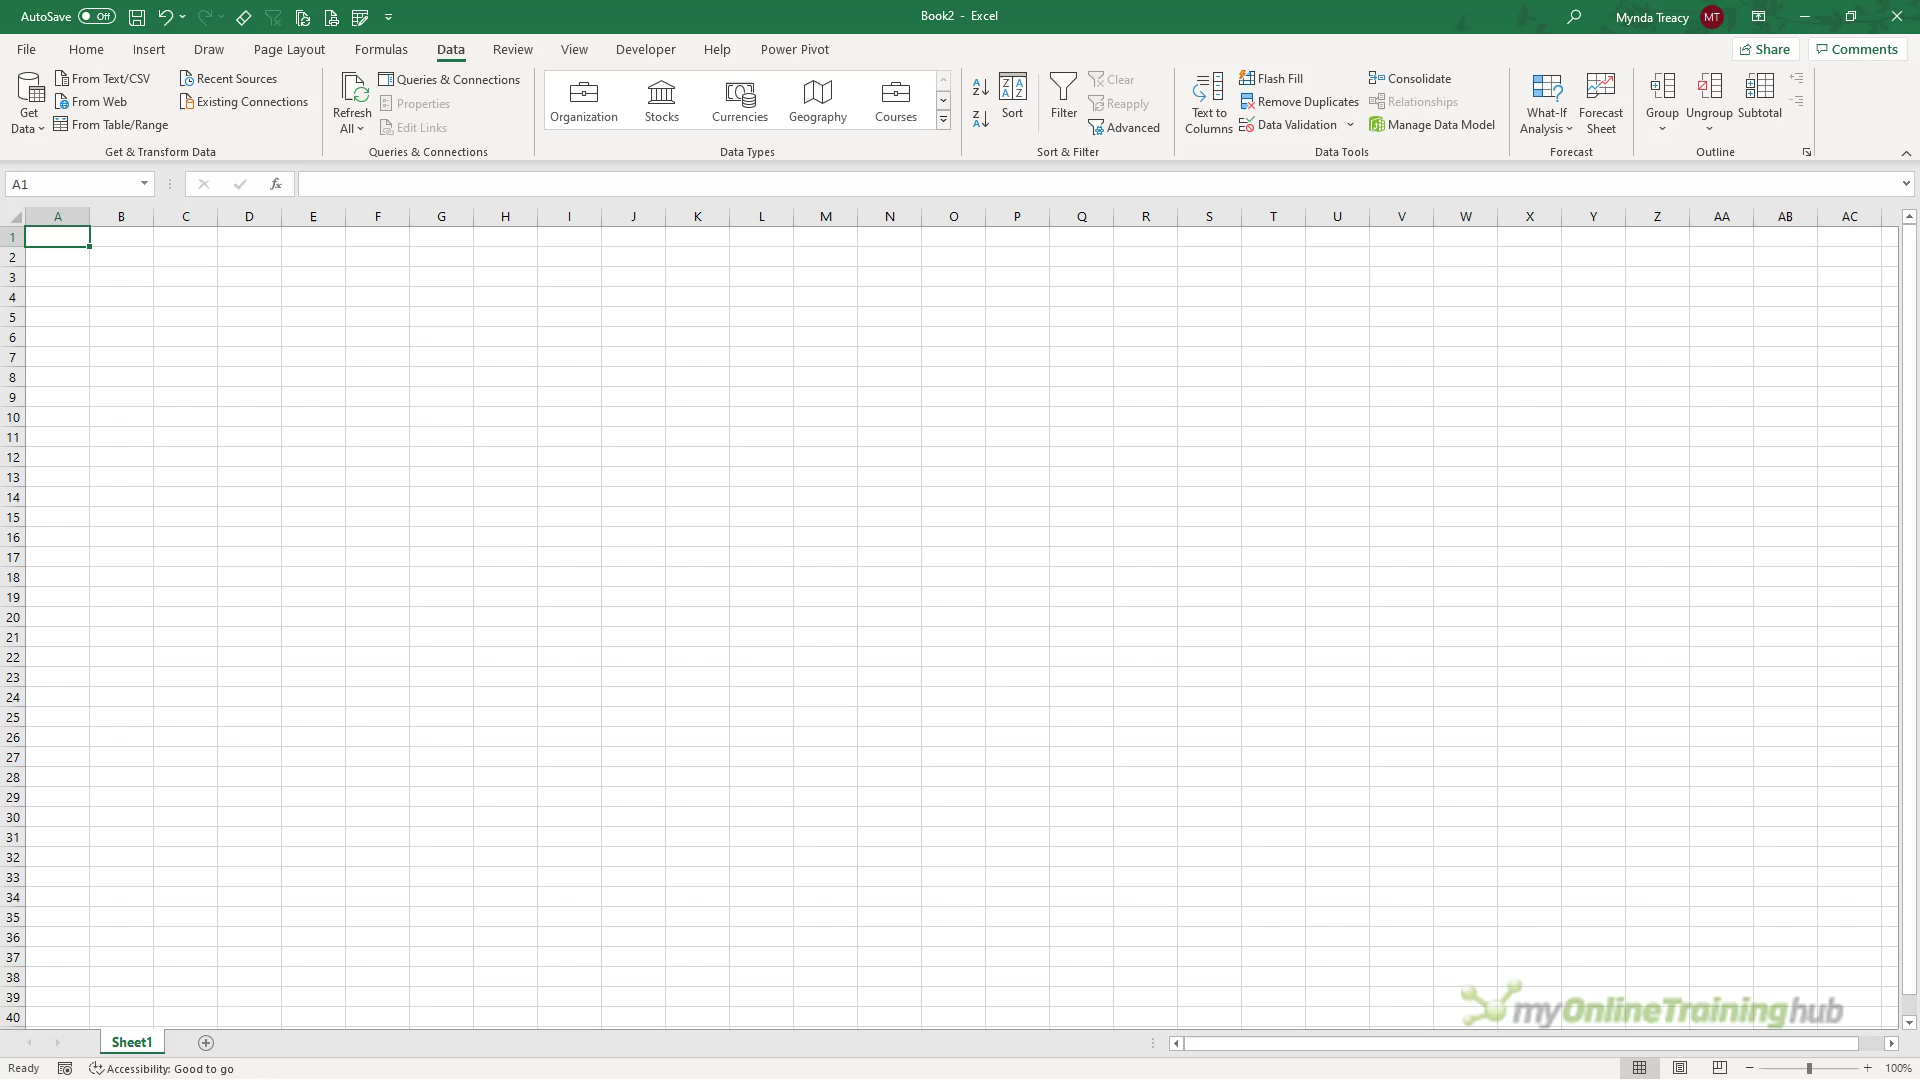 AutoSave Off
Book2 - Excel
Mynda Treacy MT
File Home Insert Draw Page Layout Formulas Data Review View Developer Help Power Pivot
Share Comments
Get Data
From Text/CSV
From Web
From Table/Range
Recent Sources
Existing Connections
Get & Transform Data
Refresh All
Queries & Connections
Properties
Edit Links
Queries & Connections
Organization Stocks Currencies Geography Courses
Data Types
Sort
Filter
Clear
Reapply
Advanced
Sort & Filter
Text to Columns
Flash Fill
Remove Duplicates
Data Validation
Consolidate
Relationships
Manage Data Model
Data Tools
What-If Analysis
Forecast Sheet
Forecast
Group
Ungroup
Subtotal
Outline
A1
fx
A B C D E F G H I J K L M N O P Q R S T U V W X Y Z AA AB AC
1
2
3
4
5
6
7
8
9
10
11
12
13
14
15
16
17
18
19
20
21
22
23
24
25
26
27
28
29
30
31
32
33
34
35
36
37
38
39
40
myOnlineTraininghub
Sheet1
Ready
Accessibility: Good to go
100%